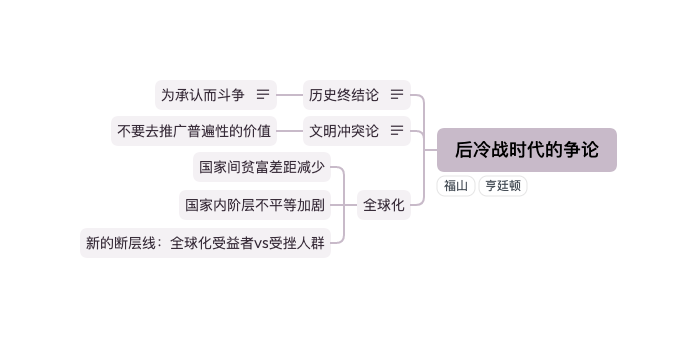 后冷战时代的争论
福山
亨廷顿
历史终结论
为承认而斗争
文明冲突论
不要去推广普遍性的价值
全球化
国家间贫富差距减少
国家内阶层不平等加剧
新的断层线：全球化受益者vs受挫人群